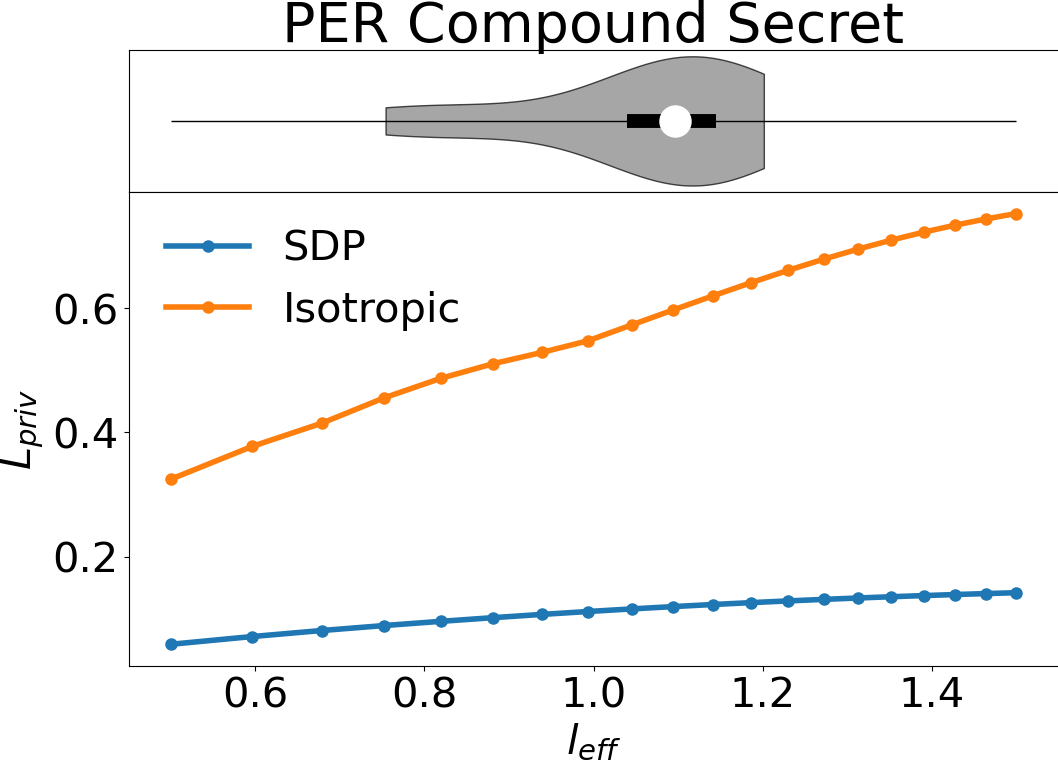 PER Compound Secret
SDP
Isotropic
0.6
0.4
0.2
L_priv
0.6 0.8 1.0 1.2 1.4
l_eff